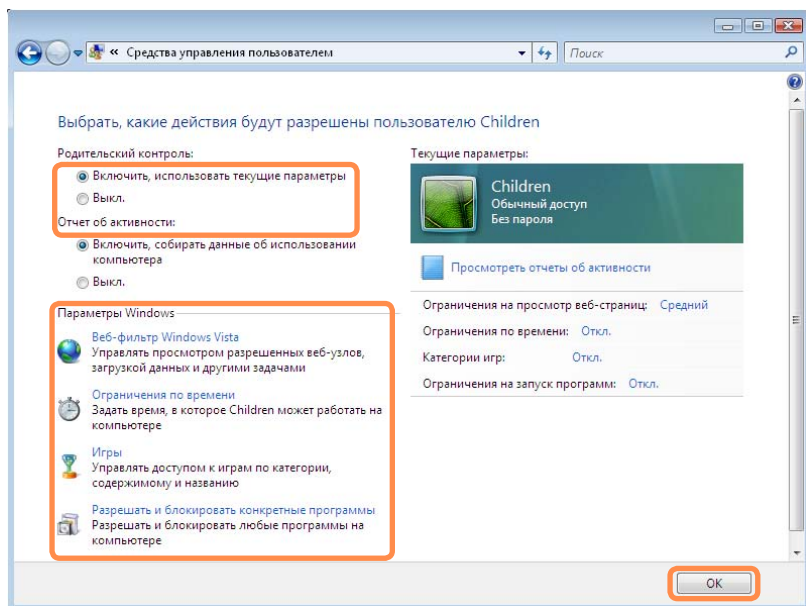 « Средства управления пользователем
Поиск
Выбрать, какие действия будут разрешены пользователю Children
Родительский контроль:
Включить, использовать текущие параметры
Выкл.
Отчет об активности:
Включить, собирать данные об использовании
компьютера
Выкл.
Параметры Windows
Веб-фильтр Windows Vista
Управлять просмотром разрешенных веб-узлов,
загрузкой данных и другими задачами
Ограничения по времени
Задать время, в которое Children может работать на
компьютере
Игры
Управлять доступом к играм по категории,
содержимому и названию
Разрешать и блокировать конкретные программы
Разрешать и блокировать любые программы на
компьютере
Текущие параметры:
Children
Обычный доступ
Без пароля
Просмотреть отчеты об активности
Ограничения на просмотр веб-страниц: Средний
Ограничения по времени: Откл.
Категории игр: Откл.
Ограничения на запуск программ: Откл.
ОК